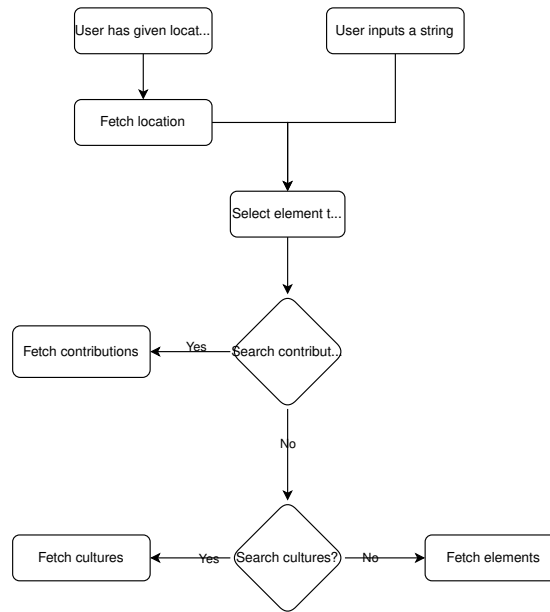 User has given locat...
User inputs a string
Fetch location
Select element t...
Search contribut...
Yes
Fetch contributions
No
Search cultures?
Yes
Fetch cultures
No
Fetch elements